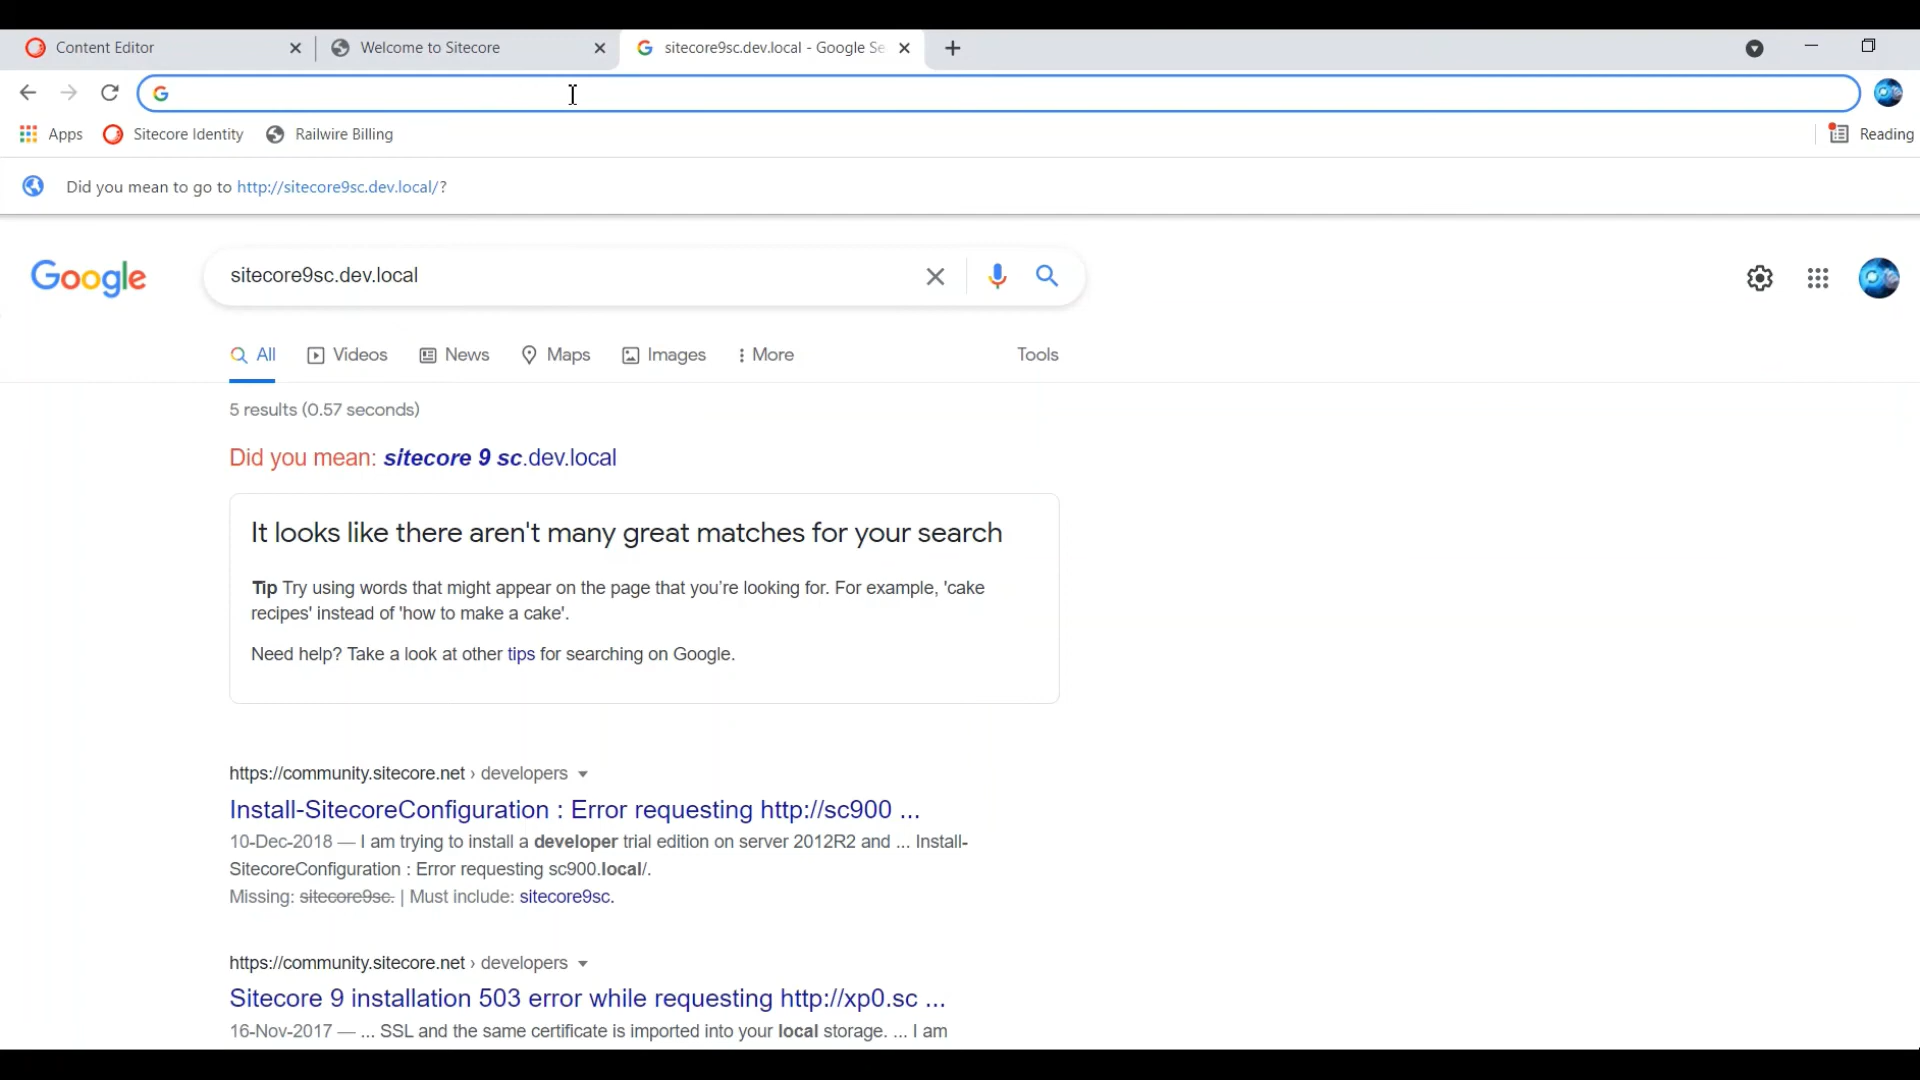 Content Editor
Welcome to Sitecore
sitecore9sc.dev.local - Google Se
Apps
Sitecore Identity
Railwire Billing
Reading
Did you mean to go to http://sitecore9sc.dev.local/?
Google
sitecore9sc.dev.local
All
Videos
News
Maps
Images
More
Tools
5 results (0.57 seconds)
Did you mean: sitecore 9 sc.dev.local
It looks like there aren't many great matches for your search
Tip Try using words that might appear on the page that you're looking for. For example, 'cake
recipes' instead of 'how to make a cake'.
Need help? Take a look at other tips for searching on Google.
https://community.sitecore.net › developers
Install-SitecoreConfiguration : Error requesting http://sc900 ...
10-Dec-2018 — I am trying to install a developer trial edition on server 2012R2 and ... Install-
SitecoreConfiguration : Error requesting sc900.local/.
Missing: sitecore9sc. | Must include: sitecore9sc.
https://community.sitecore.net › developers
Sitecore 9 installation 503 error while requesting http://xp0.sc ...
16-Nov-2017 — ... SSL and the same certificate is imported into your local storage. ... I am